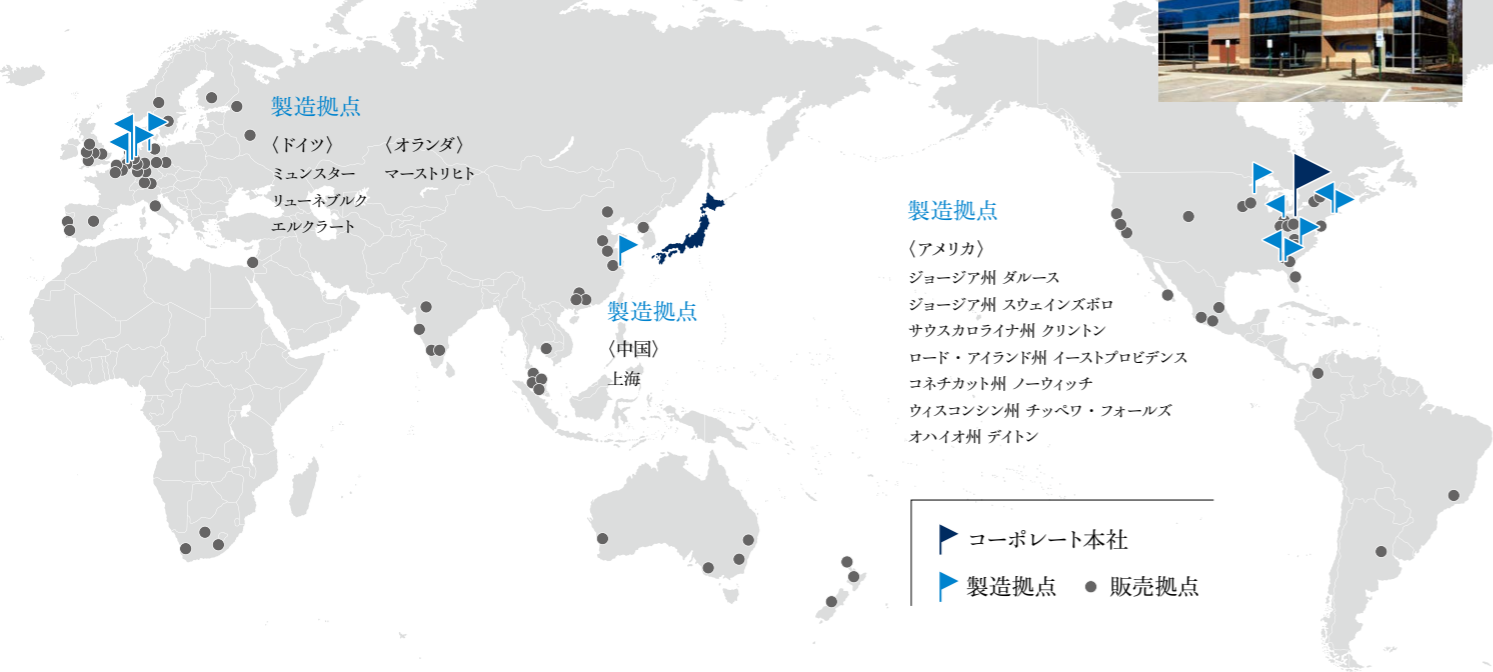 製造拠点
〈ドイツ〉 〈オランダ〉
ミュンスター マーストリヒト
リューネブルク
エルクラート
製造拠点
〈中国〉
上海
製造拠点
〈アメリカ〉
ジョージア州 ダルース
ジョージア州 スウェインズボロ
サウスカロライナ州 クリントン
ロード・アイランド州 イーストプロビデンス
コネチカット州 ノーウィッチ
ウィスコンシン州 チッペワ・フォールズ
オハイオ州 デイトン
コーポレート本社
製造拠点 販売拠点